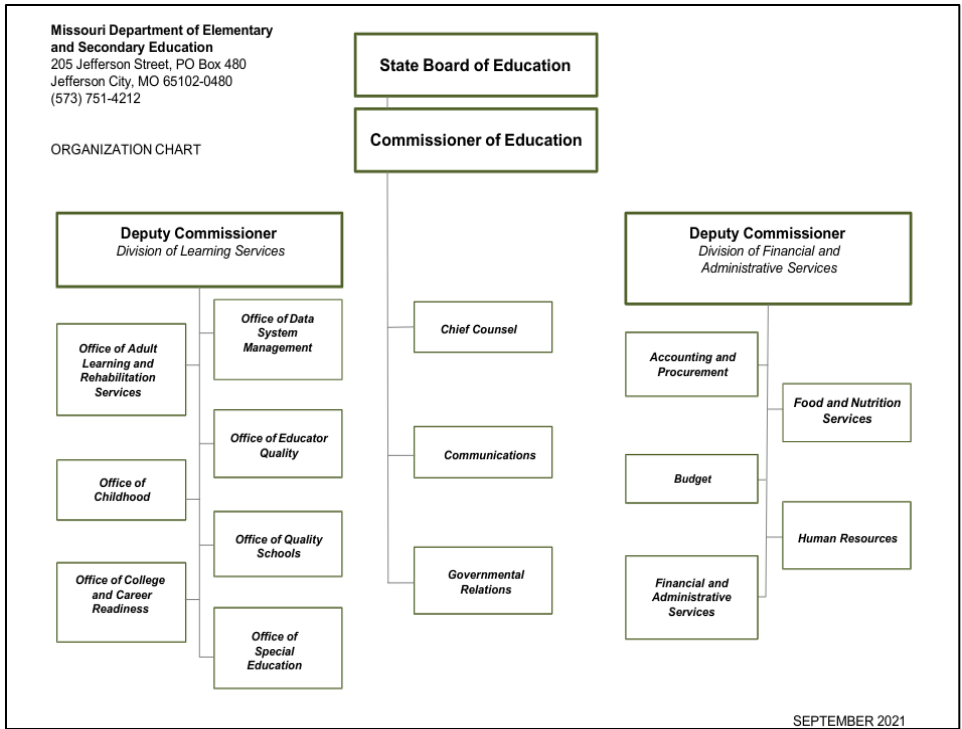 Missouri Department of Elementary
and Secondary Education
205 Jefferson Street, PO Box 480
Jefferson City, MO 65102-0480
(573) 751-4212
ORGANIZATION CHART
State Board of Education
Commissioner of Education
Deputy Commissioner
Division of Learning Services
Office of Adult
Learning and
Rehabilitation
Services
Office of Data
System
Management
Office of Educator
Quality
Office of
Childhood
Office of Quality
Schools
Office of College
and Career
Readiness
Office of
Special
Education
Chief Counsel
Communications
Governmental
Relations
Deputy Commissioner
Division of Financial and
Administrative Services
Accounting and
Procurement
Food and Nutrition
Services
Budget
Human Resources
Financial and
Administrative
Services
SEPTEMBER 2021